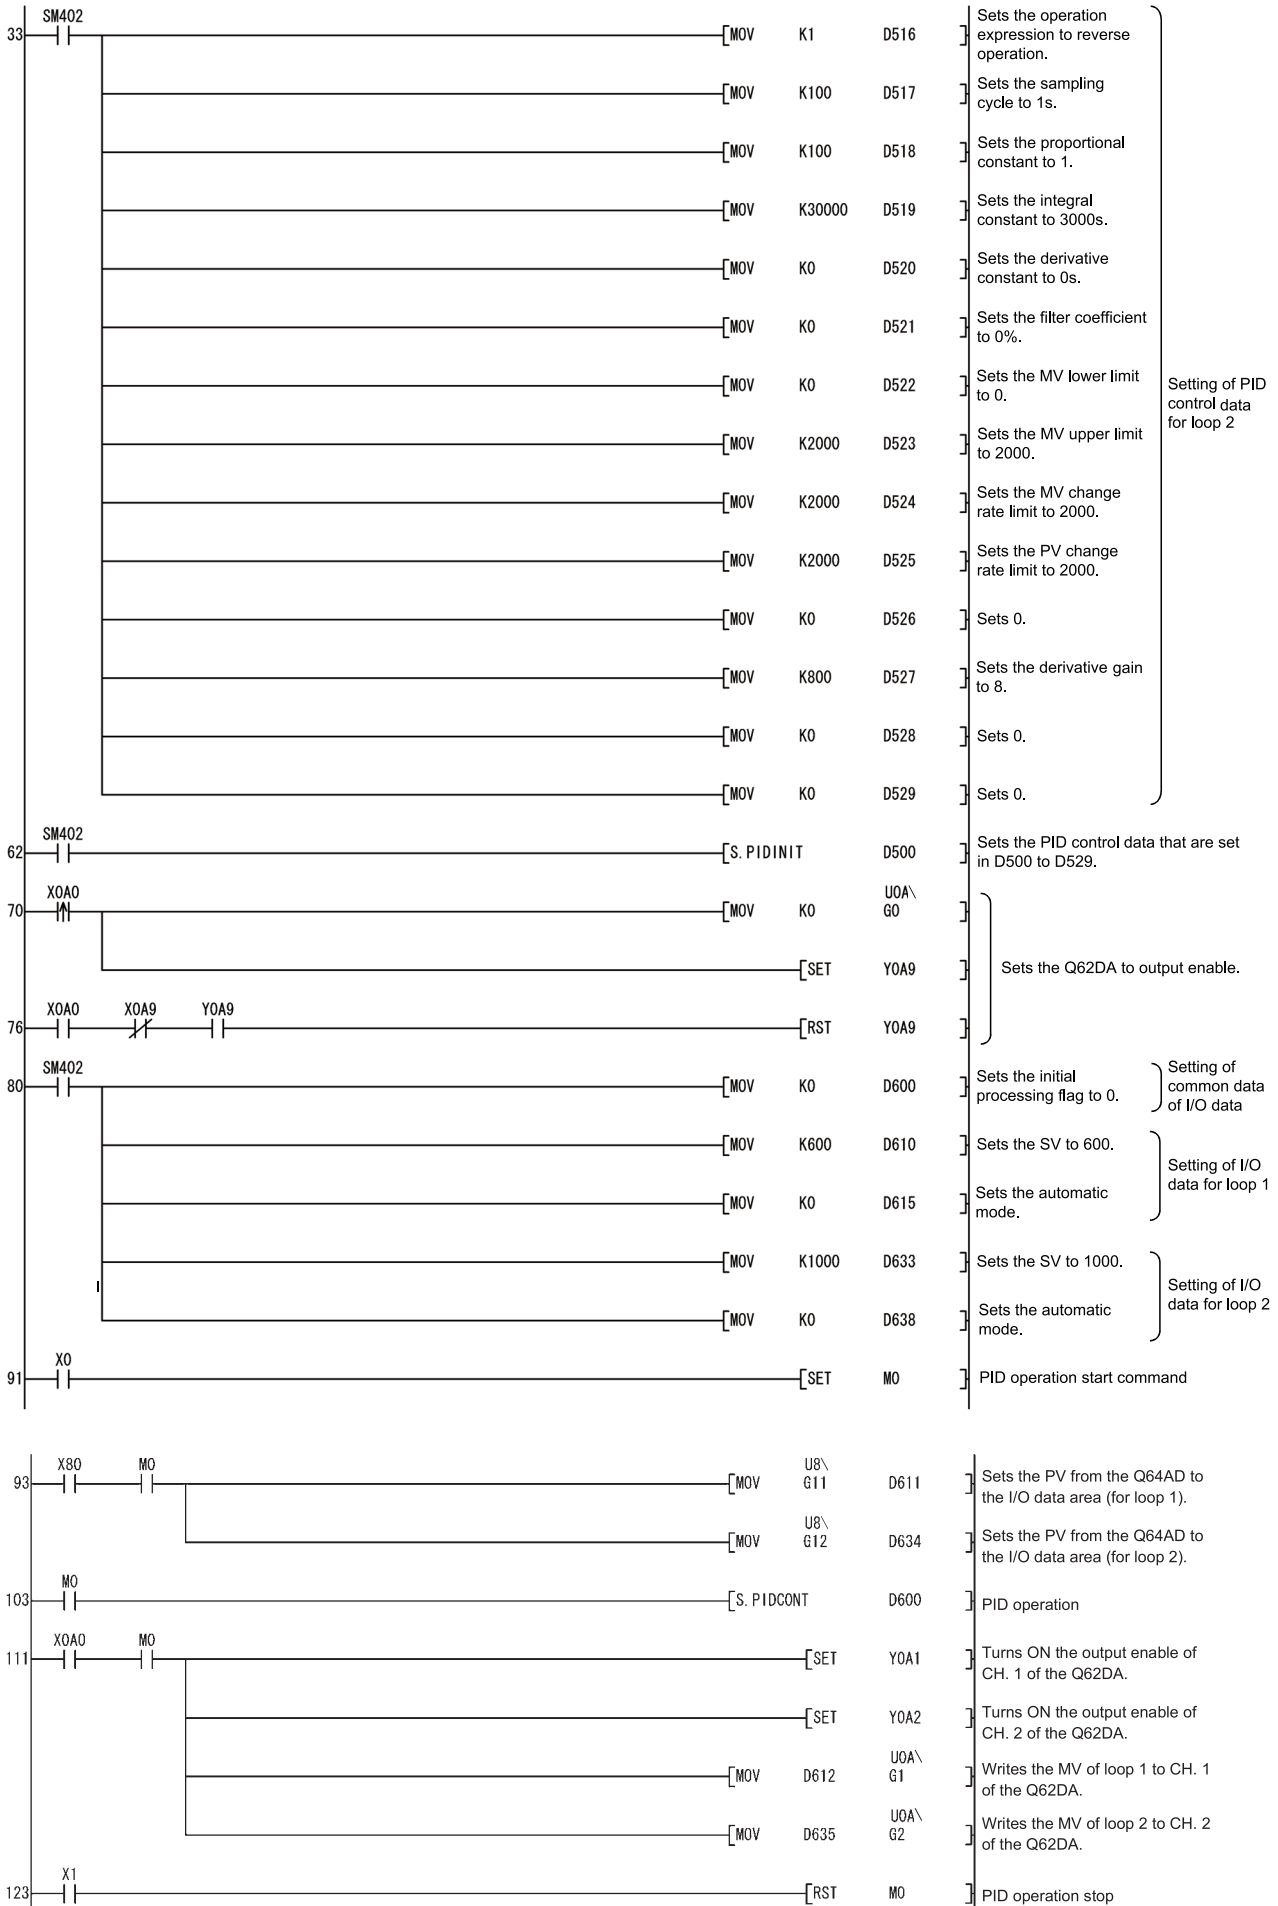 SM402
33
MOV K1 D516
Sets the operation
expression to reverse
operation.
MOV K100 D517
Sets the sampling
cycle to 1s.
MOV K100 D518
Sets the proportional
constant to 1.
MOV K30000 D519
Sets the integral
constant to 3000s.
MOV K0 D520
Sets the derivative
constant to 0s.
MOV K0 D521
Sets the filter coefficient
to 0%.
MOV K0 D522
Sets the MV lower limit
to 0.
Setting of PID
control data
for loop 2
MOV K2000 D523
Sets the MV upper limit
to 2000.
MOV K2000 D524
Sets the MV change
rate limit to 2000.
MOV K2000 D525
Sets the PV change
rate limit to 2000.
MOV K0 D526
Sets 0.
MOV K800 D527
Sets the derivative gain
to 8.
MOV K0 D528
Sets 0.
MOV K0 D529
Sets 0.
SM402
62
S.PIDINIT D500
Sets the PID control data that are set
in D500 to D529.
X0A0
70
MOV K0 U0A\
G0
SET Y0A9
Sets the Q62DA to output enable.
X0A0 X0A9 Y0A9
76
RST Y0A9
SM402
80
MOV K0 D600
Sets the initial
processing flag to 0.
Setting of
common data
of I/O data
MOV K600 D610
Sets the SV to 600.
Setting of I/O
data for loop 1
MOV K0 D615
Sets the automatic
mode.
MOV K1000 D633
Sets the SV to 1000.
Setting of I/O
data for loop 2
MOV K0 D638
Sets the automatic
mode.
X0
91
SET M0
PID operation start command
X80 M0
93
MOV U8\
G11 D611
Sets the PV from the Q64AD to
the I/O data area (for loop 1).
MOV U8\
G12 D634
Sets the PV from the Q64AD to
the I/O data area (for loop 2).
M0
103
S.PIDCONT D600
PID operation
X0A0 M0
111
SET Y0A1
Turns ON the output enable of
CH. 1 of the Q62DA.
SET Y0A2
Turns ON the output enable of
CH. 2 of the Q62DA.
MOV D612 U0A\
G1
Writes the MV of loop 1 to CH. 1
of the Q62DA.
MOV D635 U0A\
G2
Writes the MV of loop 2 to CH. 2
of the Q62DA.
X1
123
RST M0
PID operation stop